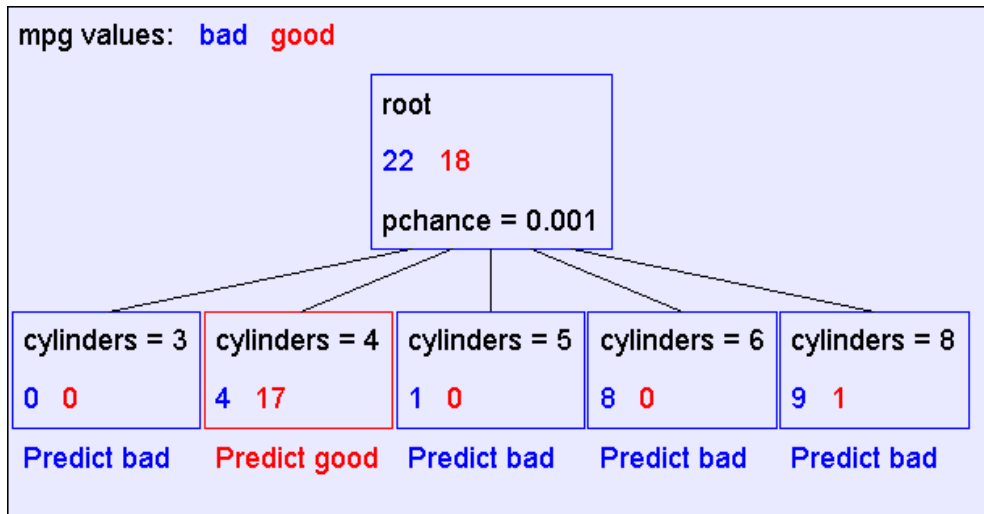 mpg values: bad good
root
22 18
pchance = 0.001
cylinders = 3 cylinders = 4 cylinders = 5 cylinders = 6 cylinders = 8
0 0 4 17 1 0 8 0 9 1
Predict bad Predict good Predict bad Predict bad Predict bad